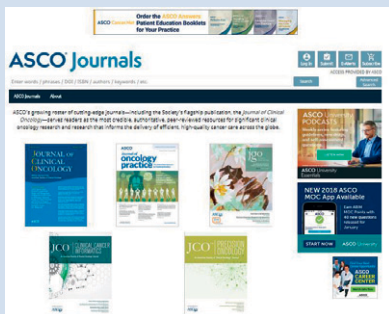 Order the ASCO Answers
Patient Education Booklets
for Your Practice
ASCO Journals
Log In
Submit
E-Alerts
Subscribe
ACCESS PROVIDED BY ASCO
Enter words / phrases / DOI / ISBN / authors / keywords / etc.
Search
Advanced
Search
ASCO Journals About
ASCO's growing roster of cutting-edge journals—including the Society's flagship publication, the Journal of Clinical
Oncology—serves readers as the most credible, authoritative, peer-reviewed resources for significant clinical
oncology research and research that informs the delivery of efficient, high-quality cancer care across the globe.
ASCO
University
PODCASTS
JOURNAL OF
CLINICAL
ONCOLOGY
Journal of
oncology
practice
jgo
ASCO University
Essentials
NEW 2018 ASCO
MOC App Available
START NOW
ASCO University
JCO CLINICAL CANCER
INFORMATICS
JCO PRECISION
ONCOLOGY
ASCO
CAREER
CENTER